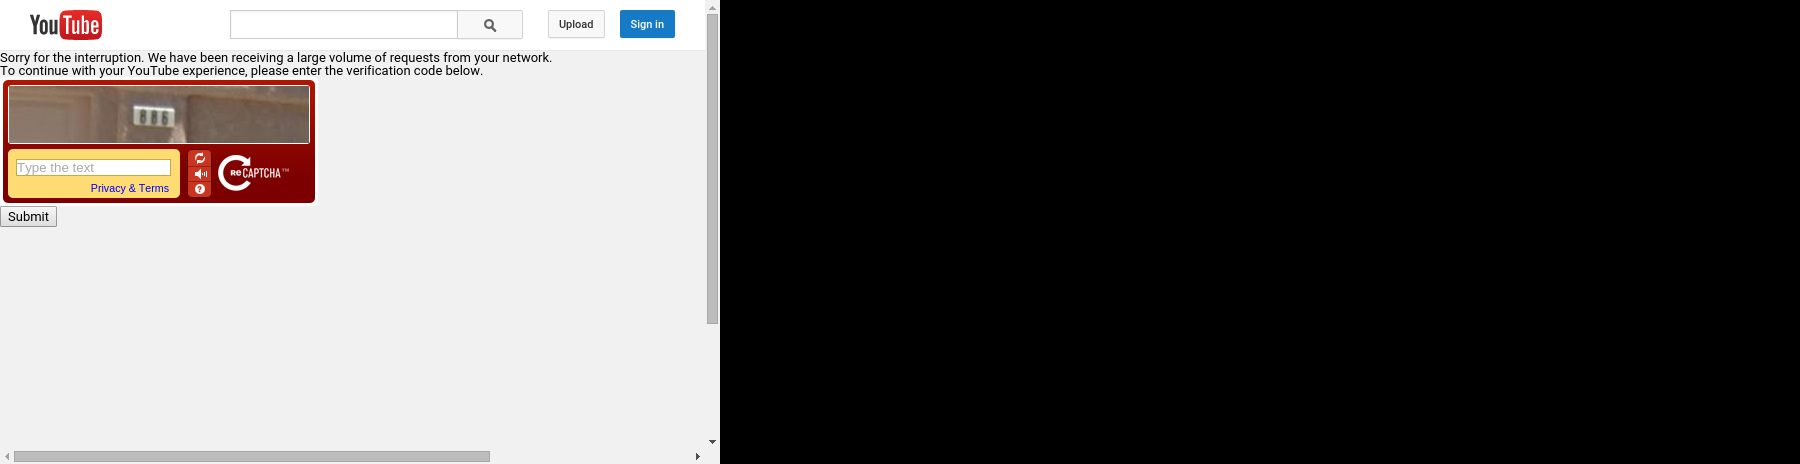 YouTube
Upload
Sign in
Sorry for the interruption. We have been receiving a large volume of requests from your network.
To continue with your YouTube experience, please enter the verification code below.
Type the text
Privacy & Terms
ReCAPTCHA™
Submit